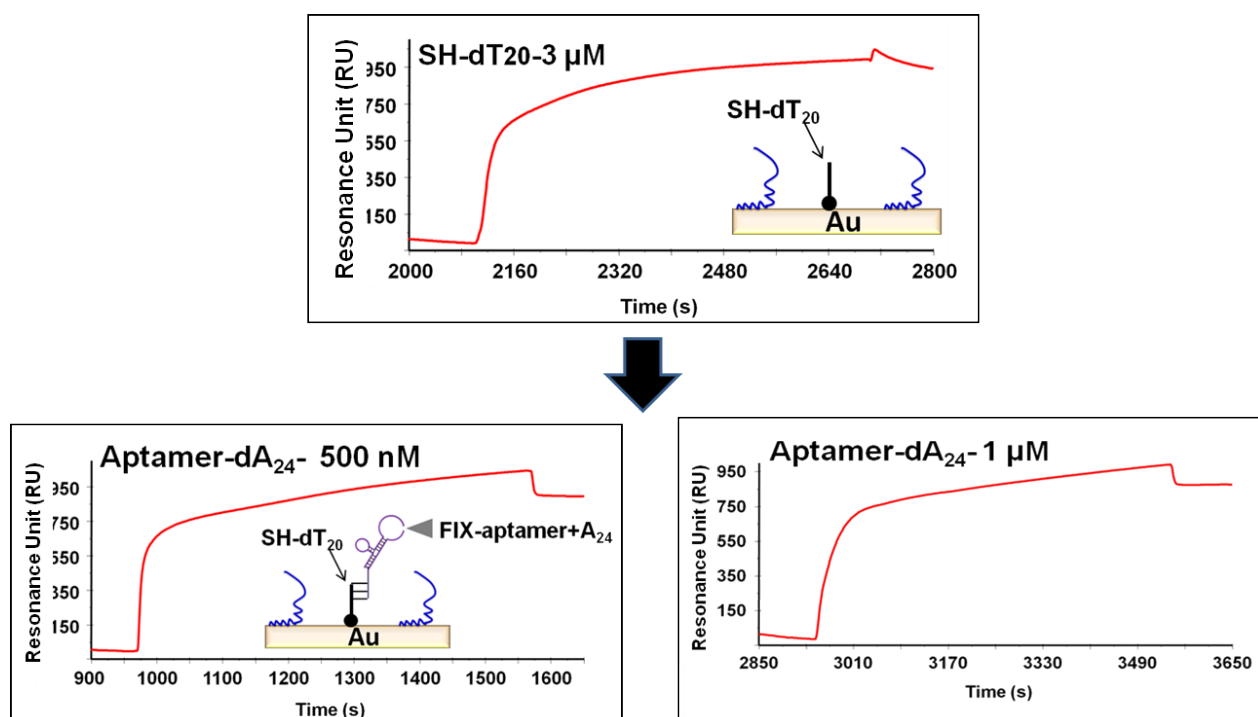 SH-dT20-3 µM
Resonance Unit (RU)
950
750
550
350
150
SH-dT20
Au
2000 2160 2320 2480 2640 2800
Time (s)
Aptamer-dA24- 500 nM
Resonance Unit (RU)
950
750
550
350
150
SH-dT20
FIX-aptamer+A24
Au
900 1000 1100 1200 1300 1400 1500 1600
Time (s)
Aptamer-dA24-1 µM
Resonance Unit (RU)
950
750
550
350
150
2850 3010 3170 3330 3490 3650
Time (s)